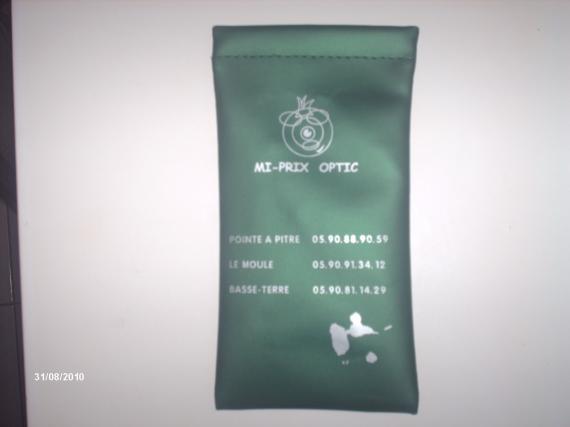 MI-PRIX OPTIC
POINTE A PITRE 05.90.88.90.59
LE MOULE 05.90.91.34.12
BASSE-TERRE 05.90.81.14.29
31/08/2010